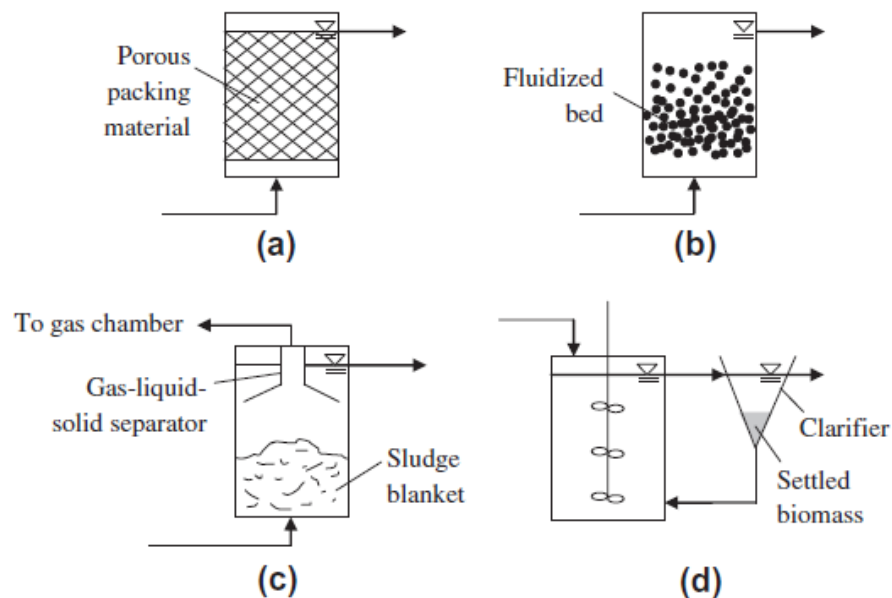 Porous
packing
material
(a)
Fluidized
bed
(b)
To gas chamber
Gas-liquid-
solid separator
Sludge
blanket
(c)
Clarifier
Settled
biomass
(d)